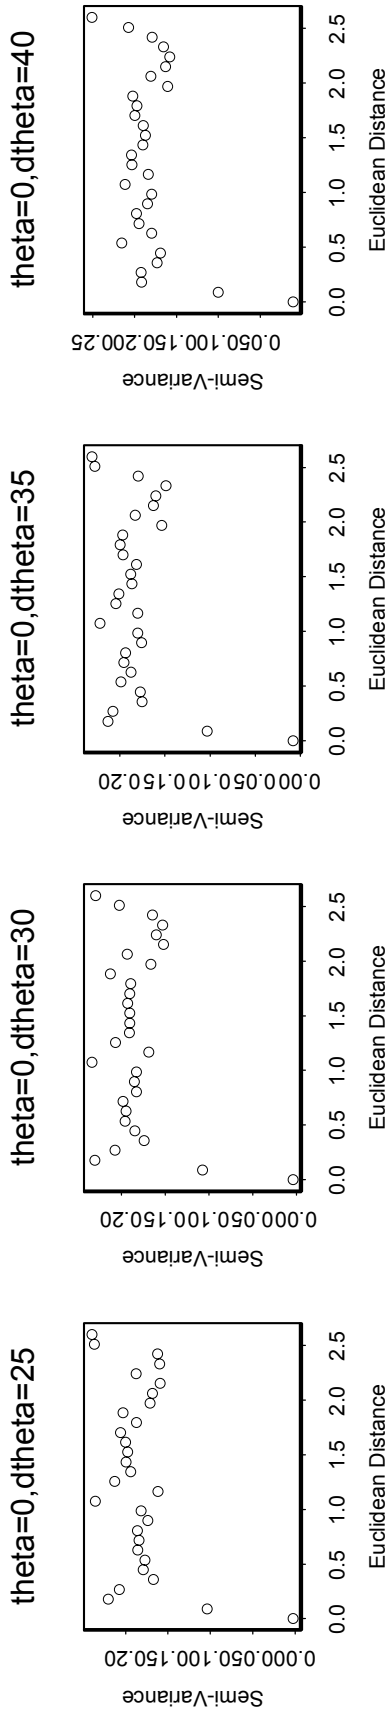 theta=0,dtheta=25
Semi-Variance
0.000.050.100.150.20
0.0 0.5 1.0 1.5 2.0 2.5
Euclidean Distance
theta=0,dtheta=30
Semi-Variance
0.000.050.100.150.20
0.0 0.5 1.0 1.5 2.0 2.5
Euclidean Distance
theta=0,dtheta=35
Semi-Variance
0.000.050.100.150.20
0.0 0.5 1.0 1.5 2.0 2.5
Euclidean Distance
theta=0,dtheta=40
Semi-Variance
0.050.100.150.200.25
0.0 0.5 1.0 1.5 2.0 2.5
Euclidean Distance